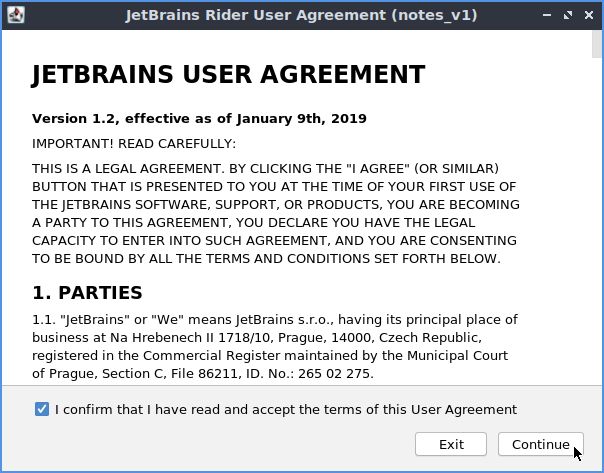 JetBrains Rider User Agreement (notes_v1)
JETBRAINS USER AGREEMENT
Version 1.2, effective as of January 9th, 2019
IMPORTANT! READ CAREFULLY:
THIS IS A LEGAL AGREEMENT. BY CLICKING THE "I AGREE" (OR SIMILAR)
BUTTON THAT IS PRESENTED TO YOU AT THE TIME OF YOUR FIRST USE OF
THE JETBRAINS SOFTWARE, SUPPORT, OR PRODUCTS, YOU ARE BECOMING
A PARTY TO THIS AGREEMENT, YOU DECLARE YOU HAVE THE LEGAL
CAPACITY TO ENTER INTO SUCH AGREEMENT, AND YOU ARE CONSENTING
TO BE BOUND BY ALL THE TERMS AND CONDITIONS SET FORTH BELOW.
1. PARTIES
1.1. "JetBrains" or "We" means JetBrains s.r.o., having its principal place of
business at Na Hrebenech II 1718/10, Prague, 14000, Czech Republic,
registered in the Commercial Register maintained by the Municipal Court
of Prague, Section C, File 86211, ID. No.: 265 02 275.
I confirm that I have read and accept the terms of this User Agreement
Exit
Continue